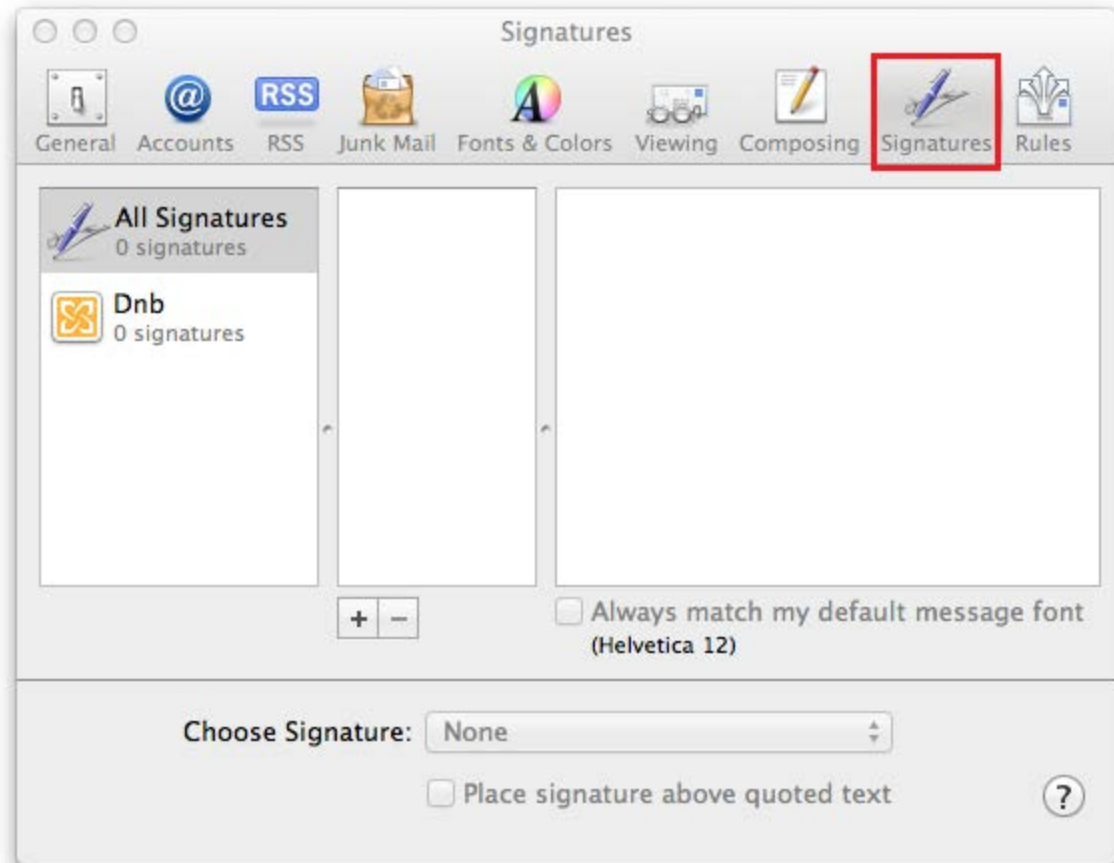 Signatures
General Accounts RSS Junk Mail Fonts & Colors Viewing Composing Signatures Rules
All Signatures
0 signatures
Dnb
0 signatures
+ −
Always match my default message font
(Helvetica 12)
Choose Signature: None
Place signature above quoted text ?